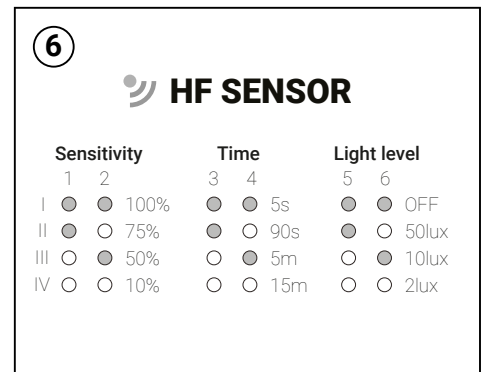 6
HF SENSOR
Sensitivity Time Light level
1 2 3 4 5 6
I 100% 5s OFF
II 75% 90s 50lux
III 50% 5m 10lux
IV 10% 15m 2lux